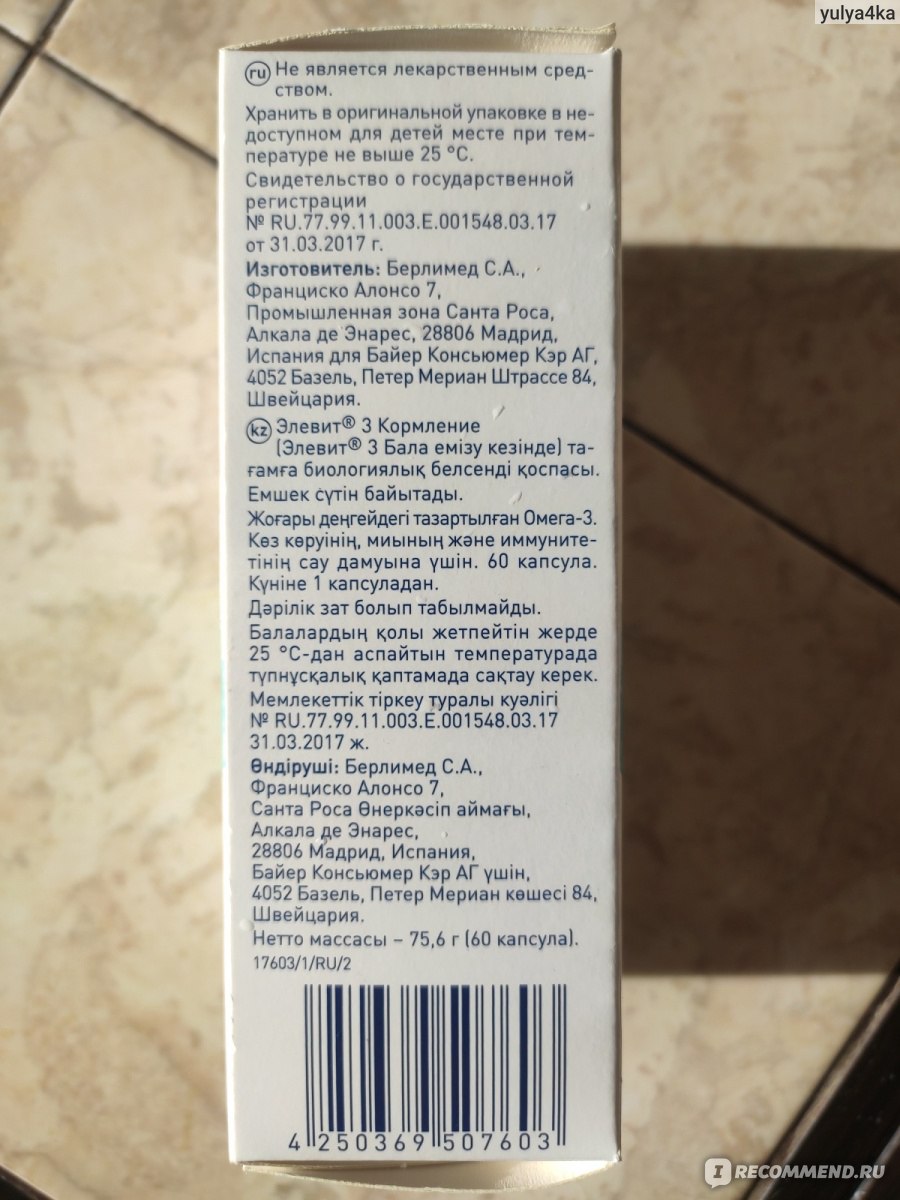 yulya4ka
ru Не является лекарственным сред-
ством.
Хранить в оригинальной упаковке в не-
доступном для детей месте при тем-
пературе не выше 25 °C.
Свидетельство о государственной
регистрации
№ RU.77.99.11.003.E.001548.03.17
от 31.03.2017 г.
Изготовитель: Берлимед С.А.,
Франциско Алонсо 7,
Промышленная зона Санта Роса,
Алкала де Энарес, 28806 Мадрид,
Испания для Байер Консьюмер Кэр АГ,
4052 Базель, Петер Мериан Штрассе 84,
Швейцария.
kz Элевит® 3 Кормление
(Элевит® 3 Бала емізу кезінде) та-
ғамға биологиялық белсенді қоспасы.
Емшек сүтін байытады.
Жоғары деңгейдегі тазартылған Омега-3.
Көз көруінің, миының және иммуните-
тінің сау дамуына үшін. 60 капсула.
Күніне 1 капсуладан.
Дәрілік зат болып табылмайды.
Балалардың қолы жетпейтін жерде
25 °C-дан аспайтын температурада
түпнұсқалық қаптамада сақтау керек.
Мемлекеттік тіркеу туралы куәлігі
№ RU.77.99.11.003.E.001548.03.17
31.03.2017 ж.
Өндіруші: Берлимед С.А.,
Франциско Алонсо 7,
Санта Роса Өнеркәсіп аймағы,
Алкала де Энарес,
28806 Мадрид, Испания,
Байер Консьюмер Кэр АГ үшін,
4052 Базель, Петер Мериан көшесі 84,
Швейцария.
Нетто массасы – 75,6 г (60 капсула).
17603/1/RU/2
4 250369 507603
IRECOMMEND.RU